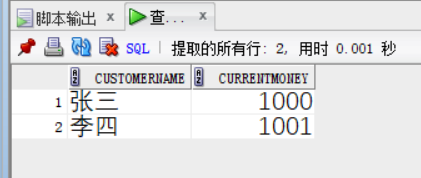 脚本输出 × 查... ×
SQL | 提取的所有行: 2, 用时 0.001 秒
CUSTOMERNAME CURRENTMONEY
1 张三 1000
2 李四 1001